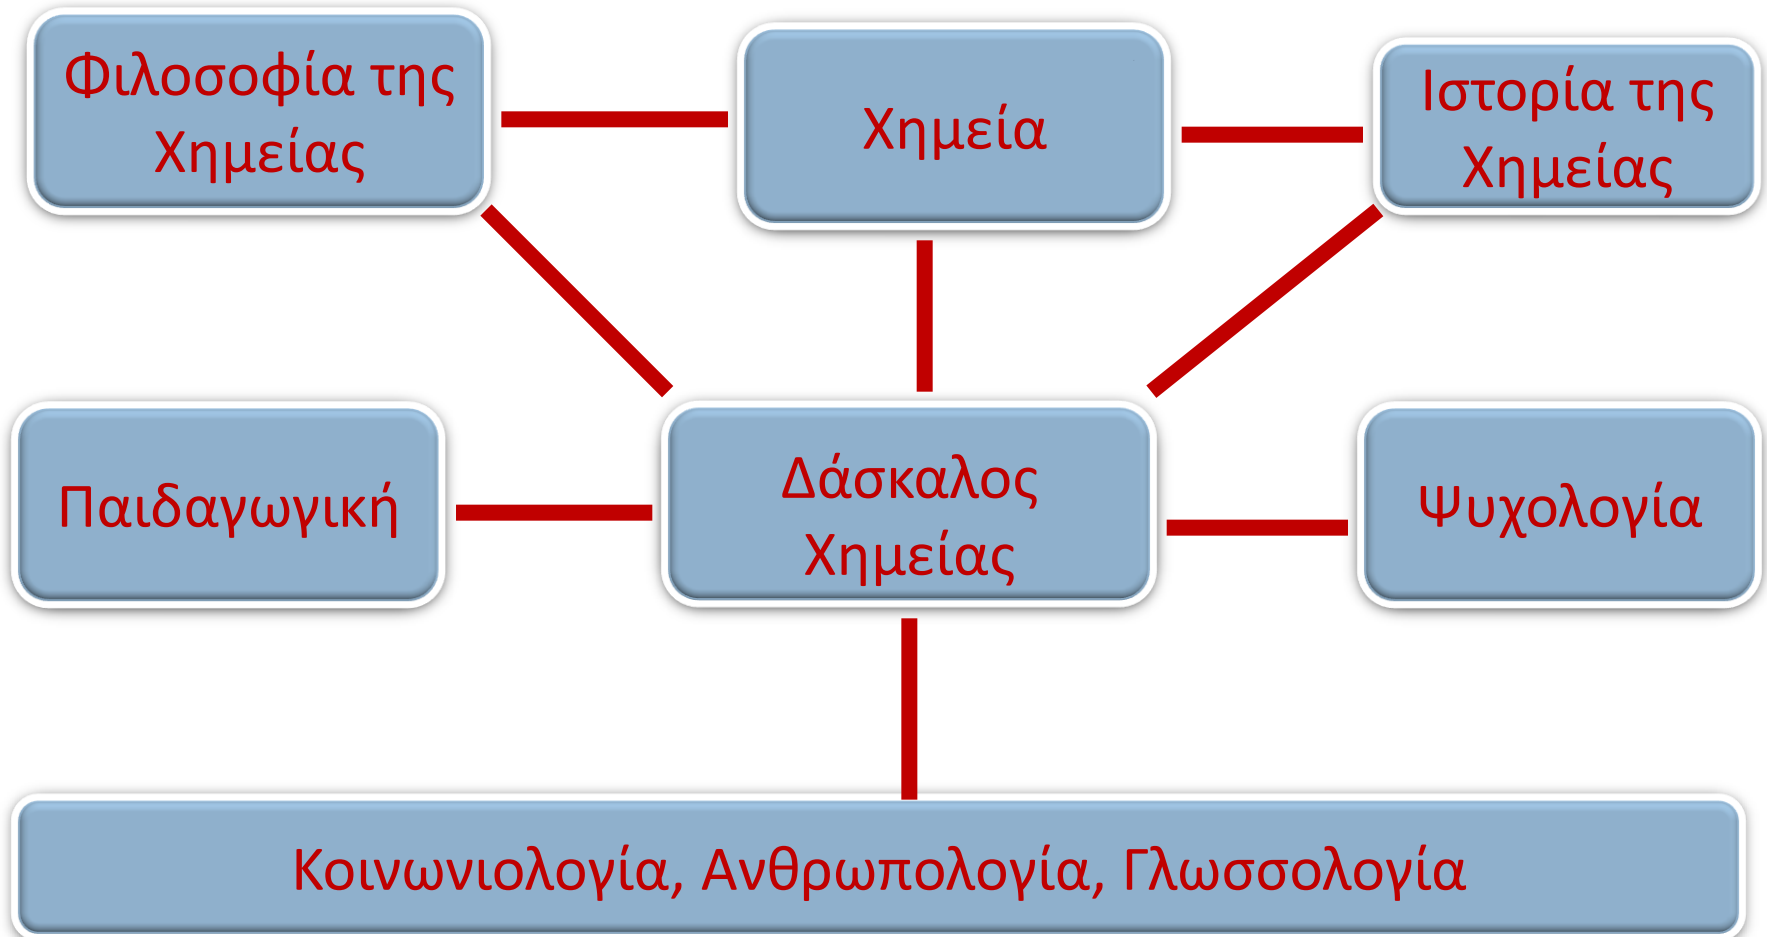 Φιλοσοφία της
Χημείας
Χημεία
Ιστορία της
Χημείας
Παιδαγωγική
Δάσκαλος
Χημείας
Ψυχολογία
Κοινωνιολογία, Ανθρωπολογία, Γλωσσολογία